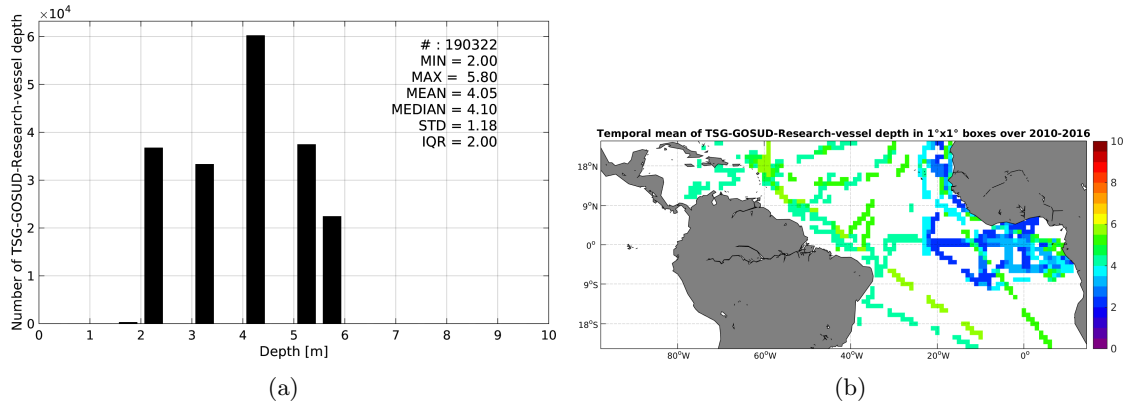 ×10⁴
Number of TSG-GOSUD-Research-vessel depth
6
5
4
3
2
1
0
# : 190322
MIN = 2.00
MAX = 5.80
MEAN = 4.05
MEDIAN = 4.10
STD = 1.18
IQR = 2.00
0 1 2 3 4 5 6 7 8 9 10
Depth [m]
(a)
Temporal mean of TSG-GOSUD-Research-vessel depth in 1°x1° boxes over 2010-2016
18°N
9°N
0°
9°S
18°S
80°W 60°W 40°W 20°W 0°
10
8
6
4
2
0
(b)